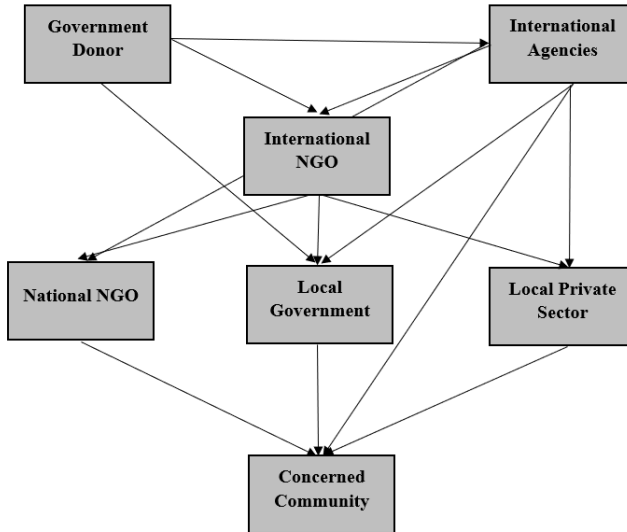 Government
Donor
International
Agencies
International
NGO
National NGO
Local
Government
Local Private
Sector
Concerned
Community